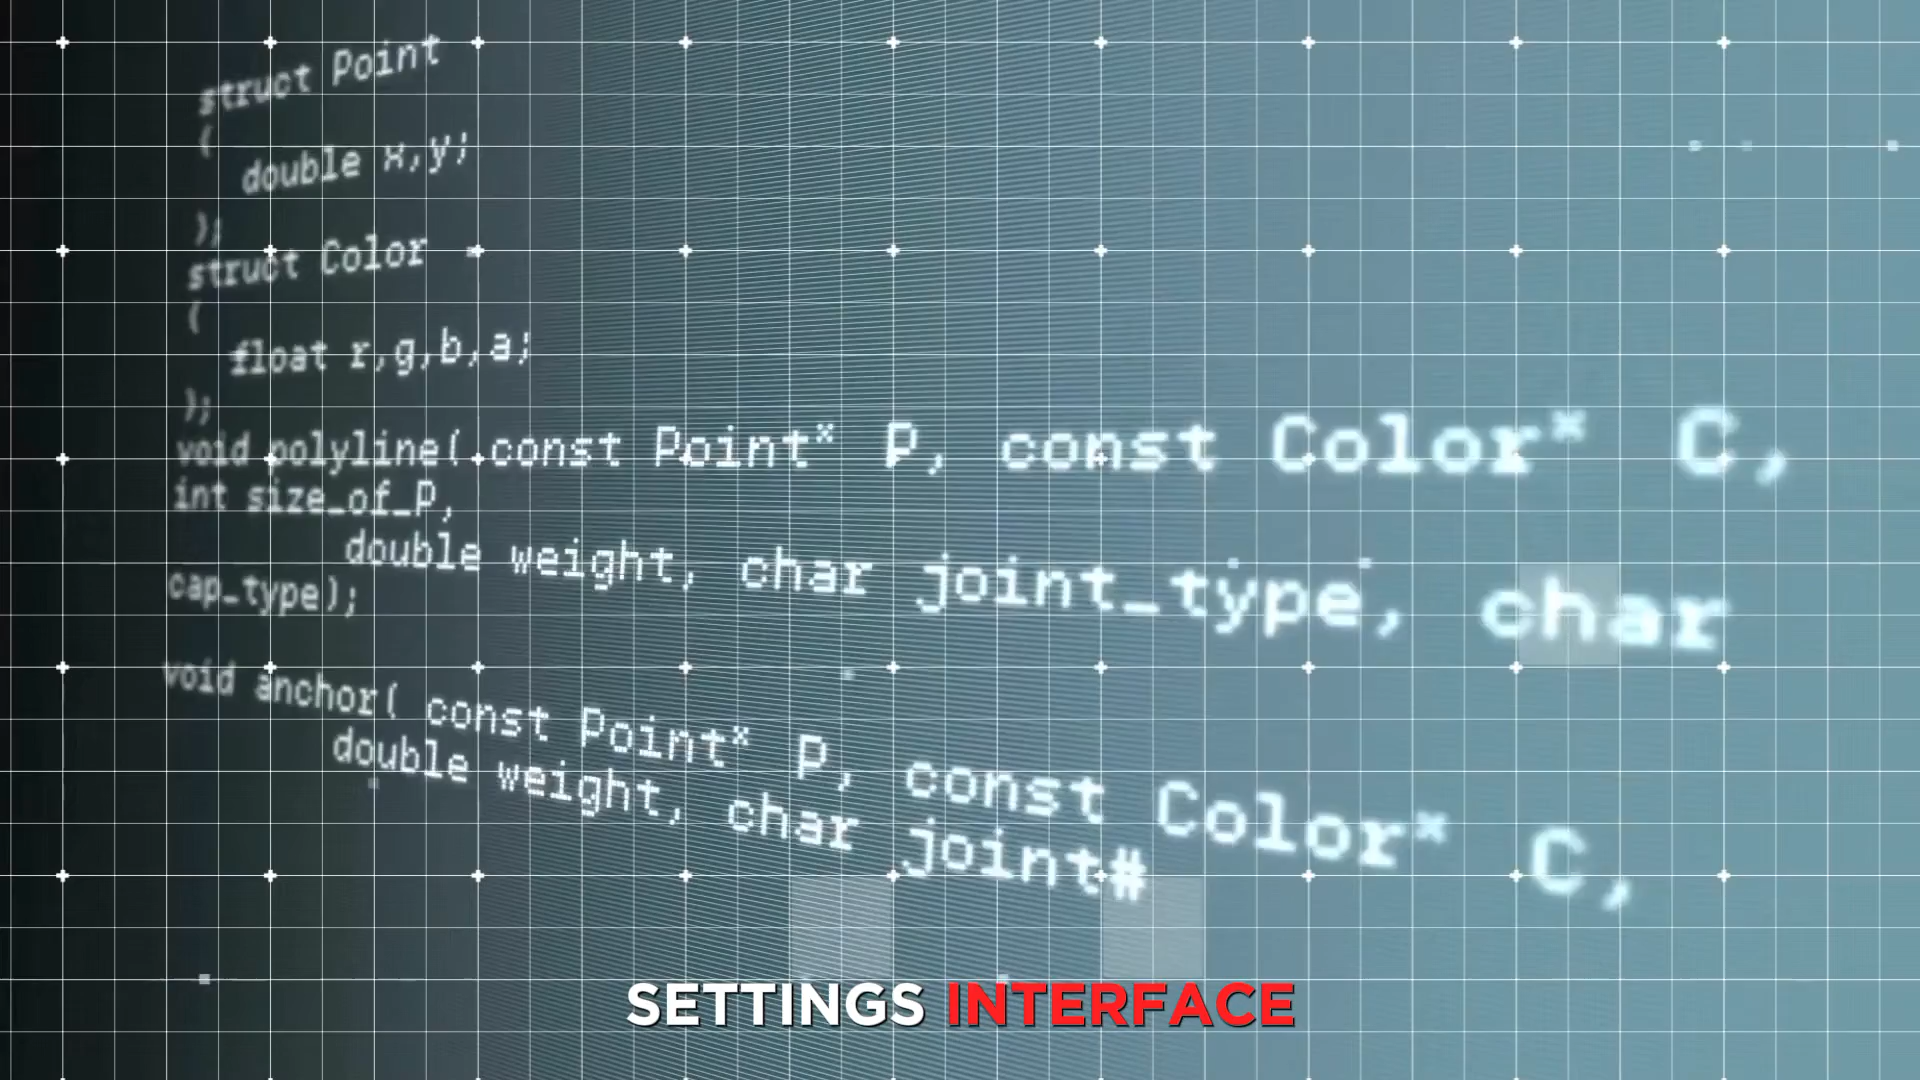 struct Point
(
double x,y;
);
struct Color
(
float r,g,b,a;
);
void polyline( const Point* P, const Color* C,
int size_of_P,
double weight, char joint_type, char
cap_type);
void anchor( const Point* P, const Color* C,
double weight, char joint#
SETTINGS INTERFACE